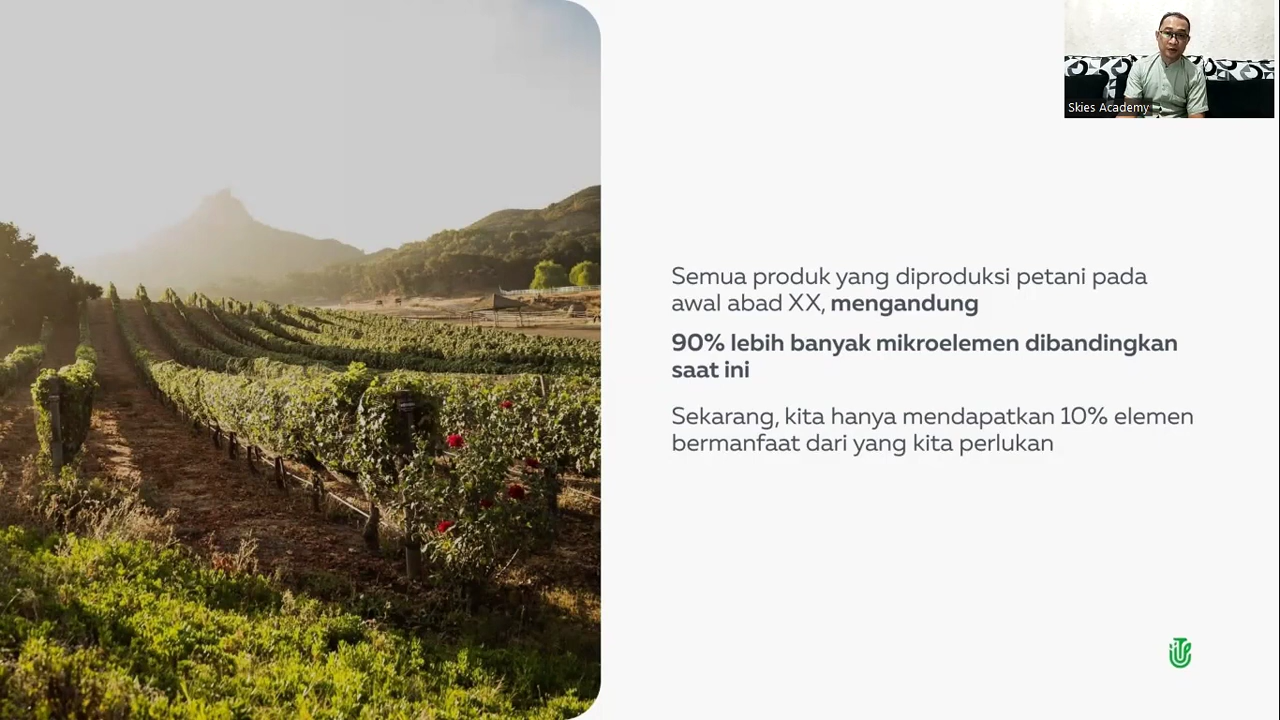 Skies Academy
Semua produk yang diproduksi petani pada
awal abad XX, mengandung
90% lebih banyak mikroelemen dibandingkan
saat ini
Sekarang, kita hanya mendapatkan 10% elemen
bermanfaat dari yang kita perlukan